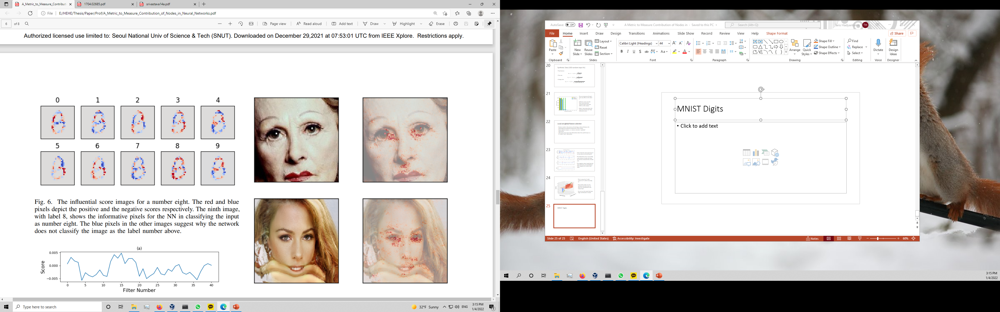 A_Metric_to_Measure_Contribut
1704.02685.pdf
srivastava14a.pdf
File
E:/HEHE/Thesis/Paper/Prof/A_Metric_to_Measure_Contribution_of_Nodes_in_Neural_Networks.pdf
6 of 8
Page view
Read aloud
Add text
Draw
Highlight
Erase
Authorized licensed use limited to: Seoul National Univ of Science & Tech (SNUT). Downloaded on December 29,2021 at 07:53:01 UTC from IEEE Xplore. Restrictions apply.
0 1 2 3 4
5 6 7 8 9
Fig. 6. The influential score images for a number eight. The red and blue
pixels depict the positive and the negative scores respectively. The ninth image,
with label 8, shows the informative pixels for the NN in classifying the input
as number eight. The blue pixels in the other images suggest why the network
does not classify the image as the label number above.
(a)
Score
0.005
0.000
−0.005
0 5 10 15 20 25 30 35 40
Filter Number
Type here to search
32°F Sunny
ENG
3:15 PM
1/4/2022
AutoSave Off
A Metric to Measure Contribution of Nodes in - Saved to this PC
Search (Alt+Q)
TH
File Home Insert Draw Design Transitions Animations Slide Show Record Review View Help Shape Format
Share
Paste
Clipboard
New Slide
Reuse Slides
Layout
Reset
Section
Slides
Calibri Light (Headings) 44
Font
Paragraph
Arrange
Quick Styles
Shape Fill
Shape Outline
Shape Effects
Drawing
Find
Replace
Select
Editing
Dictate
Voice
Design Ideas
Designer
20
21
22
Local and global feature selection
23
24
25
MNIST Digits
MNIST Digits
• Click to add text
Slide 25 of 25
English (United States)
Accessibility: Investigate
Notes
60%
3:15 PM
1/4/2022